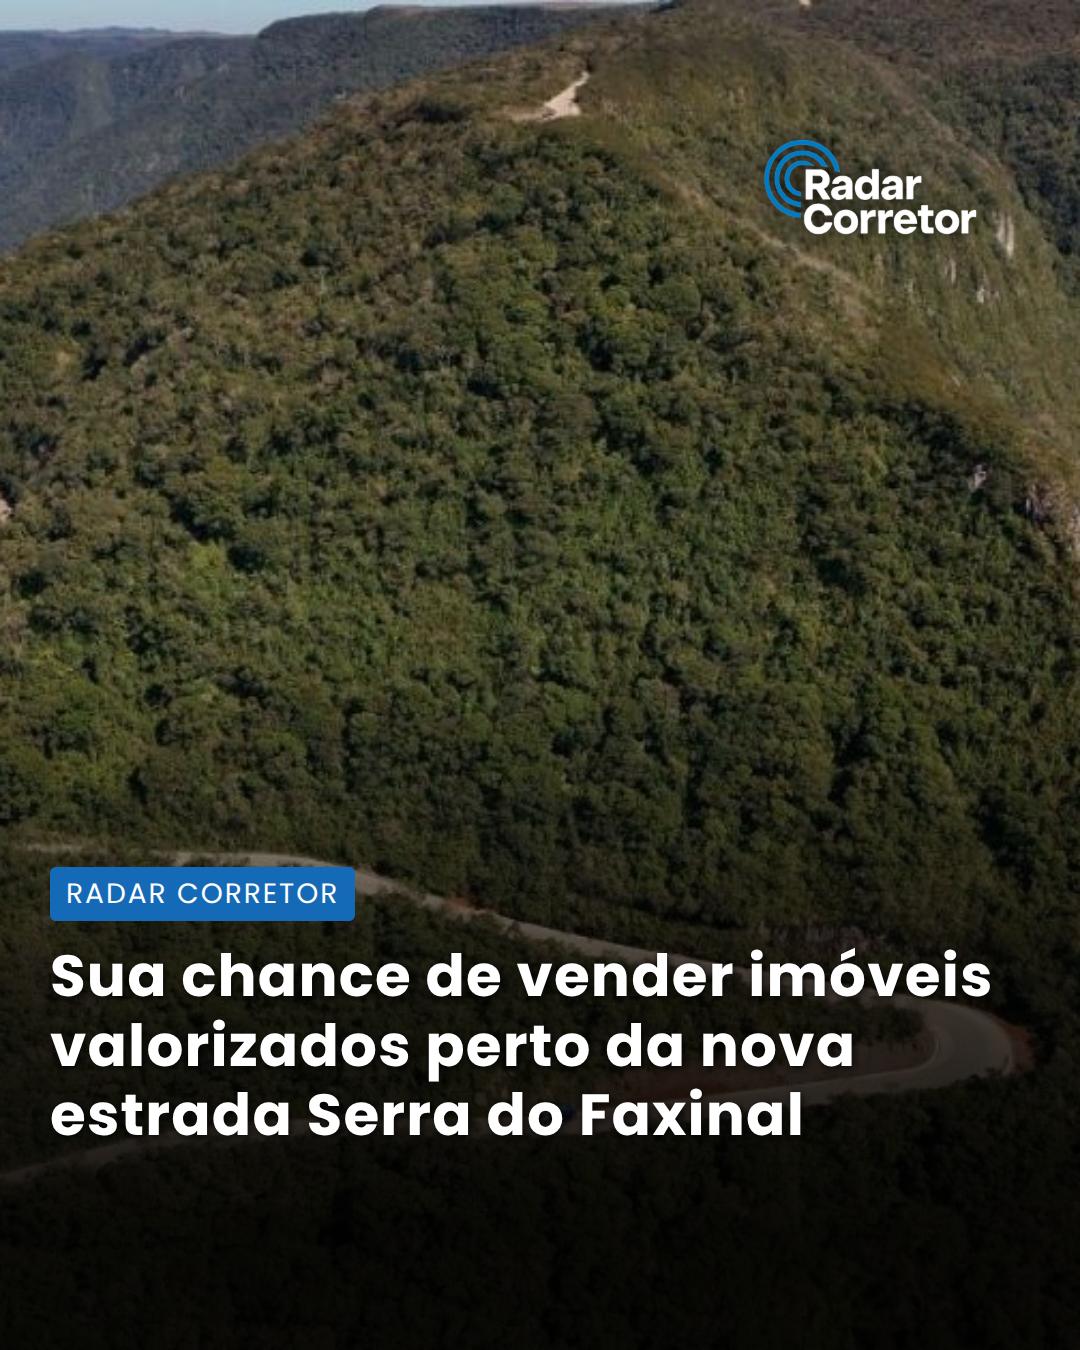 Radar
Corretor
RADAR CORRETOR
Sua chance de vender imóveis
valorizados perto da nova
estrada Serra do Faxinal